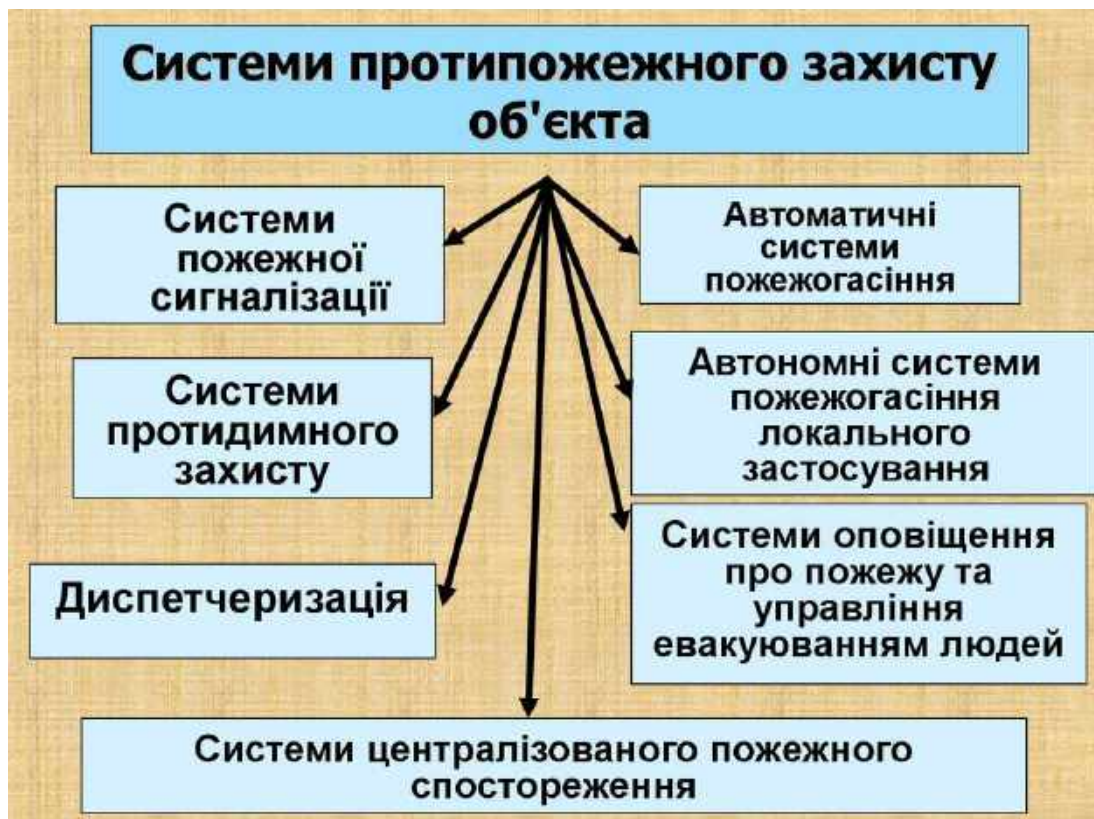 Системи протипожежного захисту
об'єкта
Системи
пожежної
сигналізації
Автоматичні
системи
пожежогасіння
Системи
протидимного
захисту
Автономні системи
пожежогасіння
локального
застосування
Диспетчеризація
Системи оповіщення
про пожежу та
управління
евакуюванням людей
Системи централізованого пожежного
спостореження